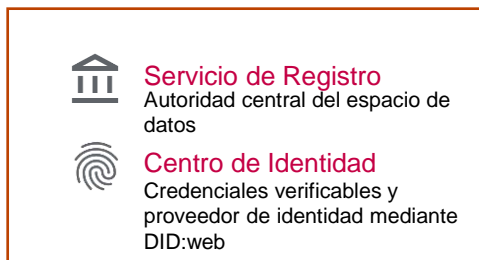 Servicio de Registro
Autoridad central del espacio de
datos
Centro de Identidad
Credenciales verificables y
proveedor de identidad mediante
DID:web